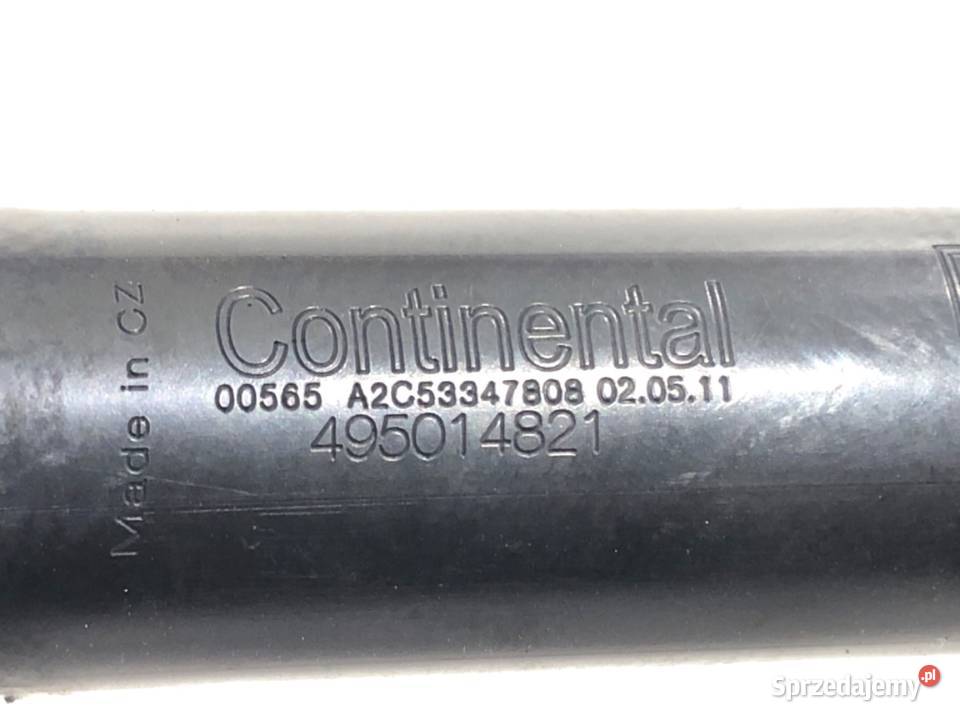 Made in CZ
Continental
00565 A2C53347808 02.05.11
495014821
Sprzedajemy.pl